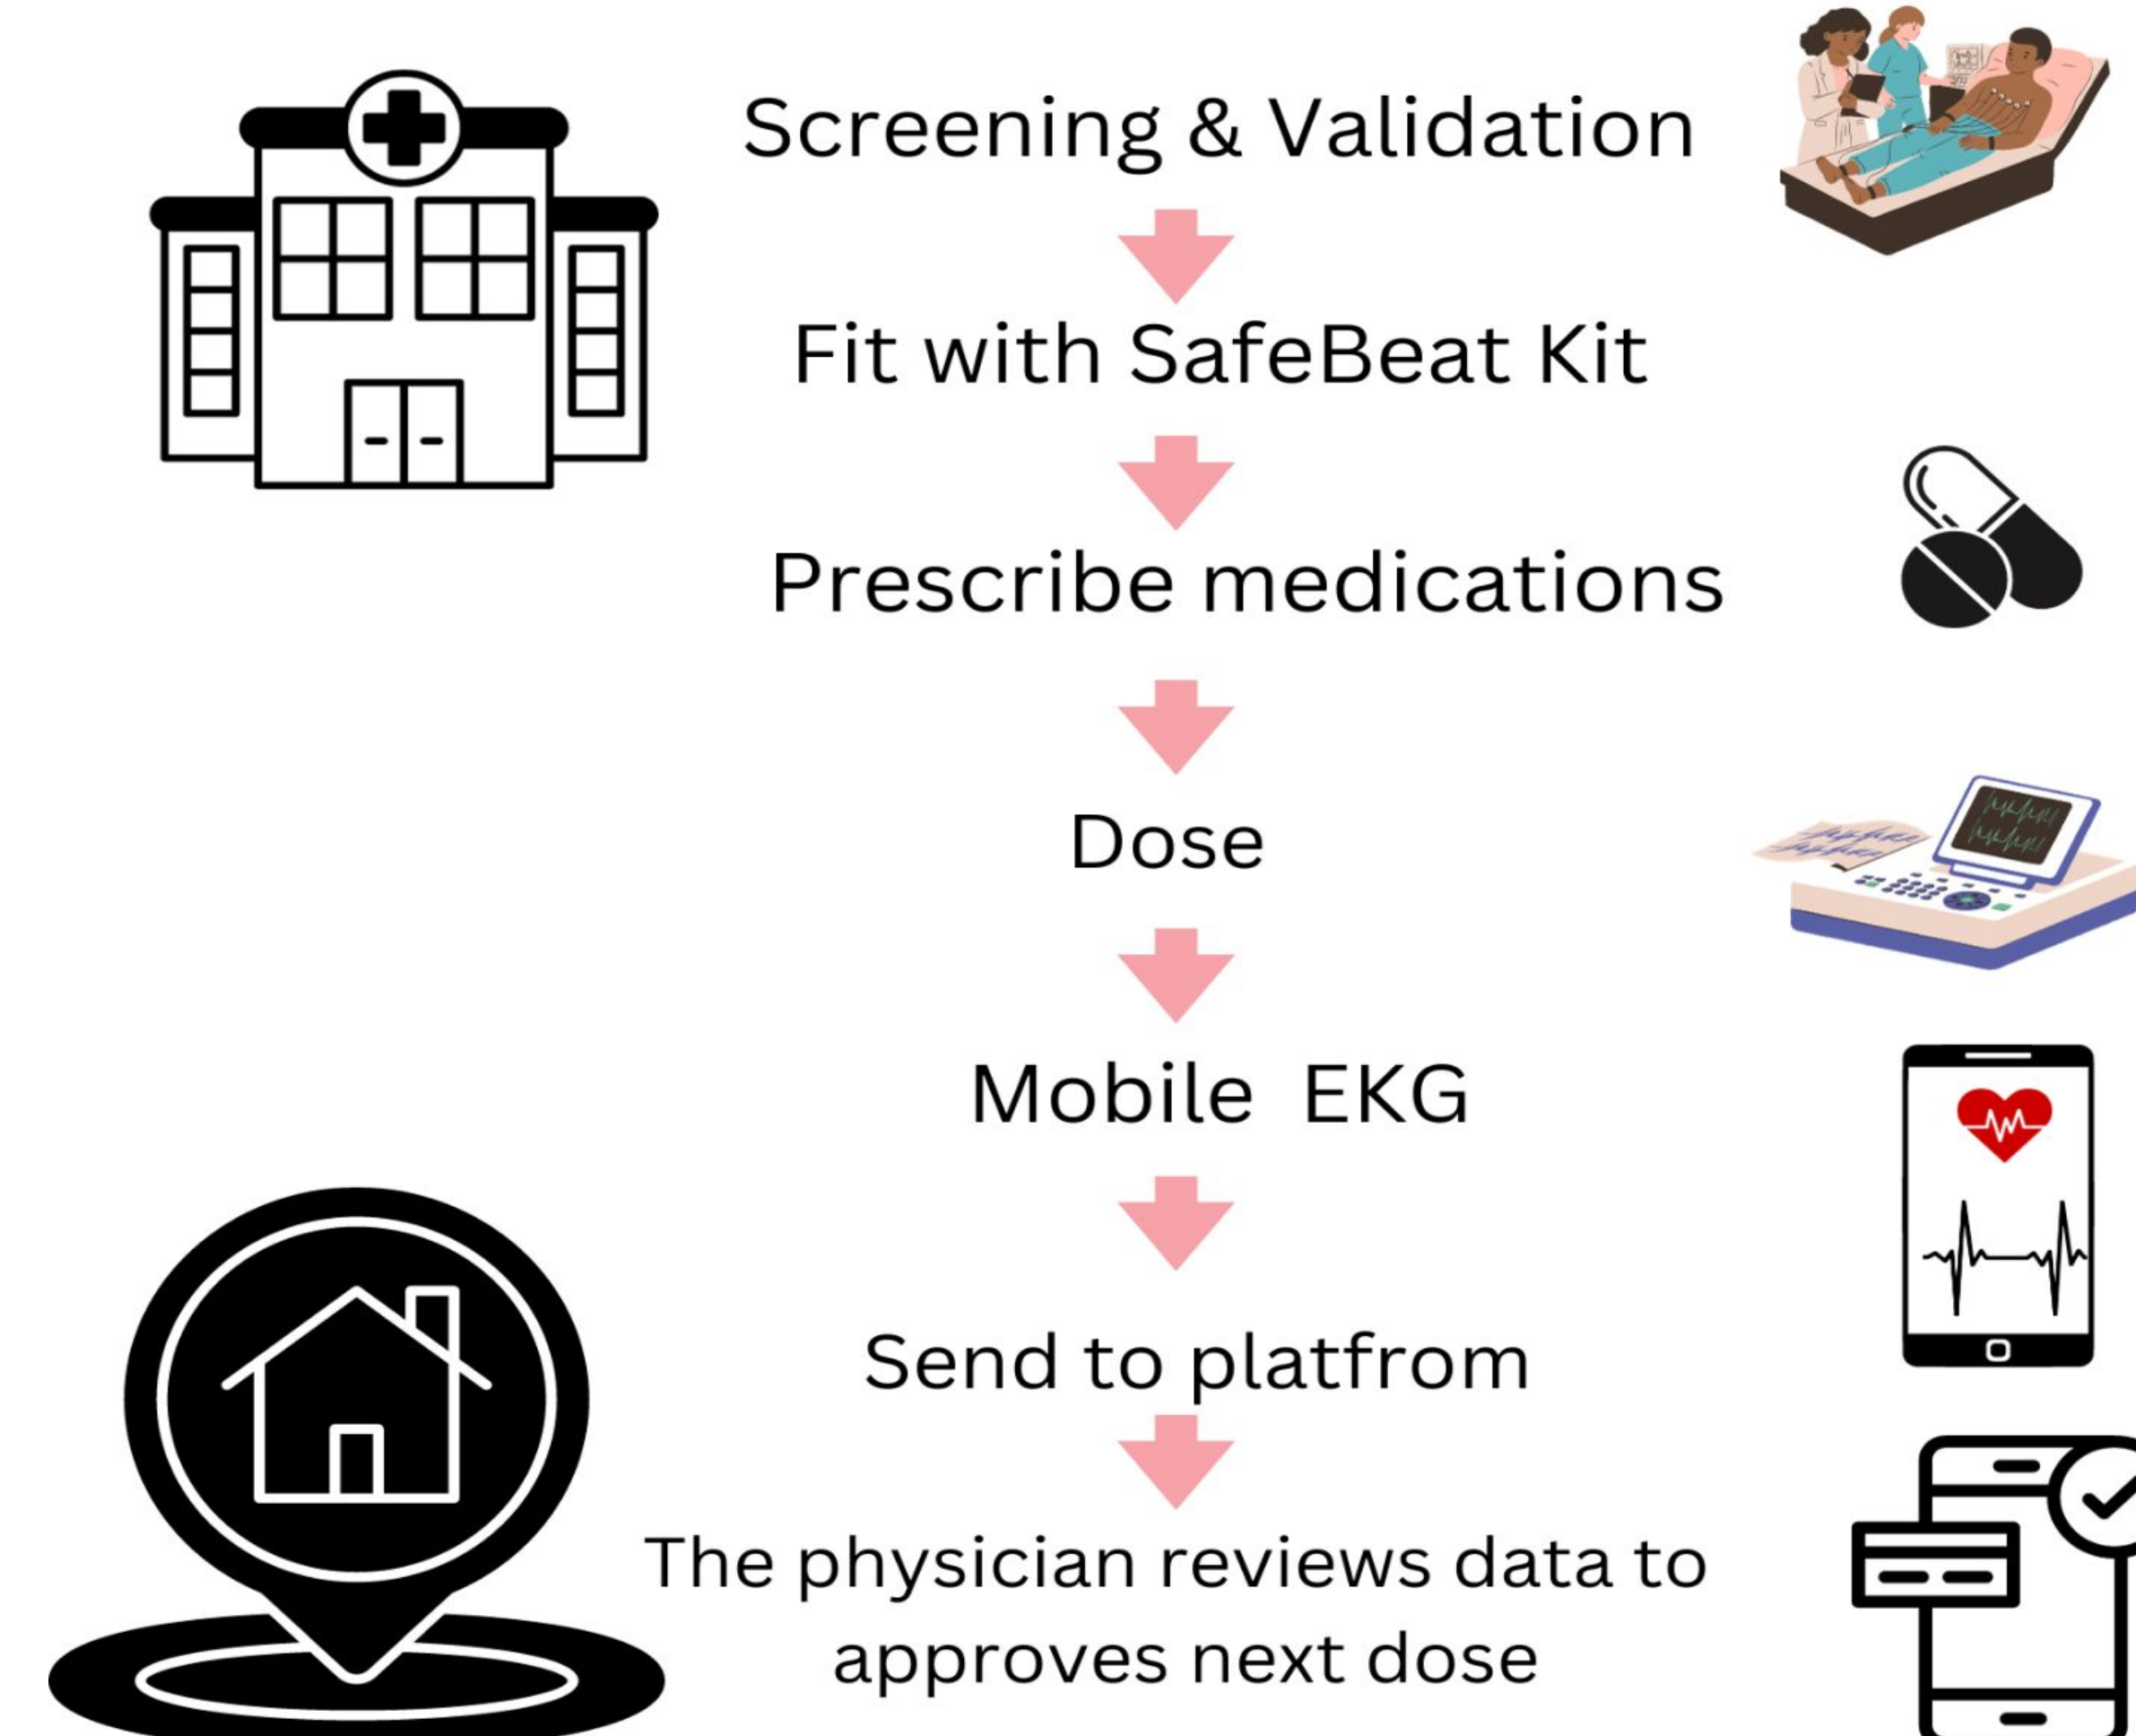 Screening & Validation
Fit with SafeBeat Kit
Prescribe medications
Dose
Mobile EKG
Send to platfrom
The physician reviews data to
approves next dose